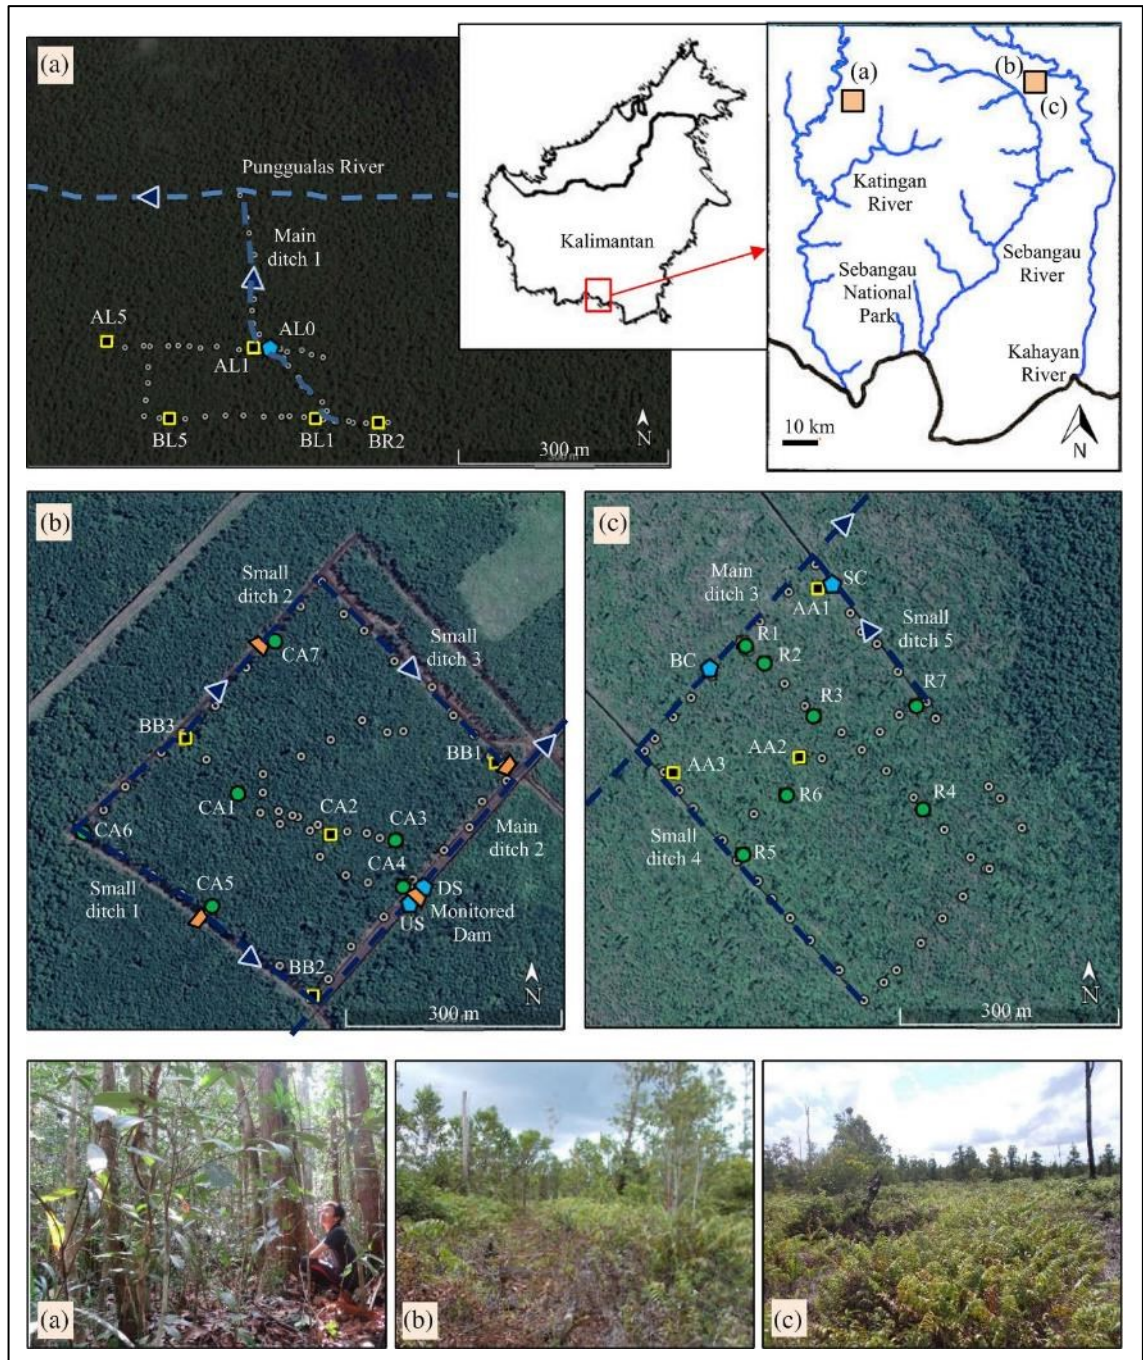 (a)
Punggualas River
Main
ditch 1
AL5
AL0
AL1
BL5
BL1
BR2
N
300 m
Kalimantan
(a)
(b)
(c)
Katingan
River
Sebangau
River
Sebangau
National
Park
Kahayan
River
10 km
N
(b)
Small
ditch 2
CA7
Small
ditch 3
BB3
BB1
CA1
CA2
CA3
Main
ditch 2
CA6
CA4
Small
ditch 1
CA5
DS
US
Monitored
Dam
BB2
N
300 m
(c)
Main
ditch 3
SC
AA1
Small
ditch 5
R1
R2
BC
R3
R7
AA2
AA3
R6
R4
Small
ditch 4
R5
N
300 m
(a)
(b)
(c)